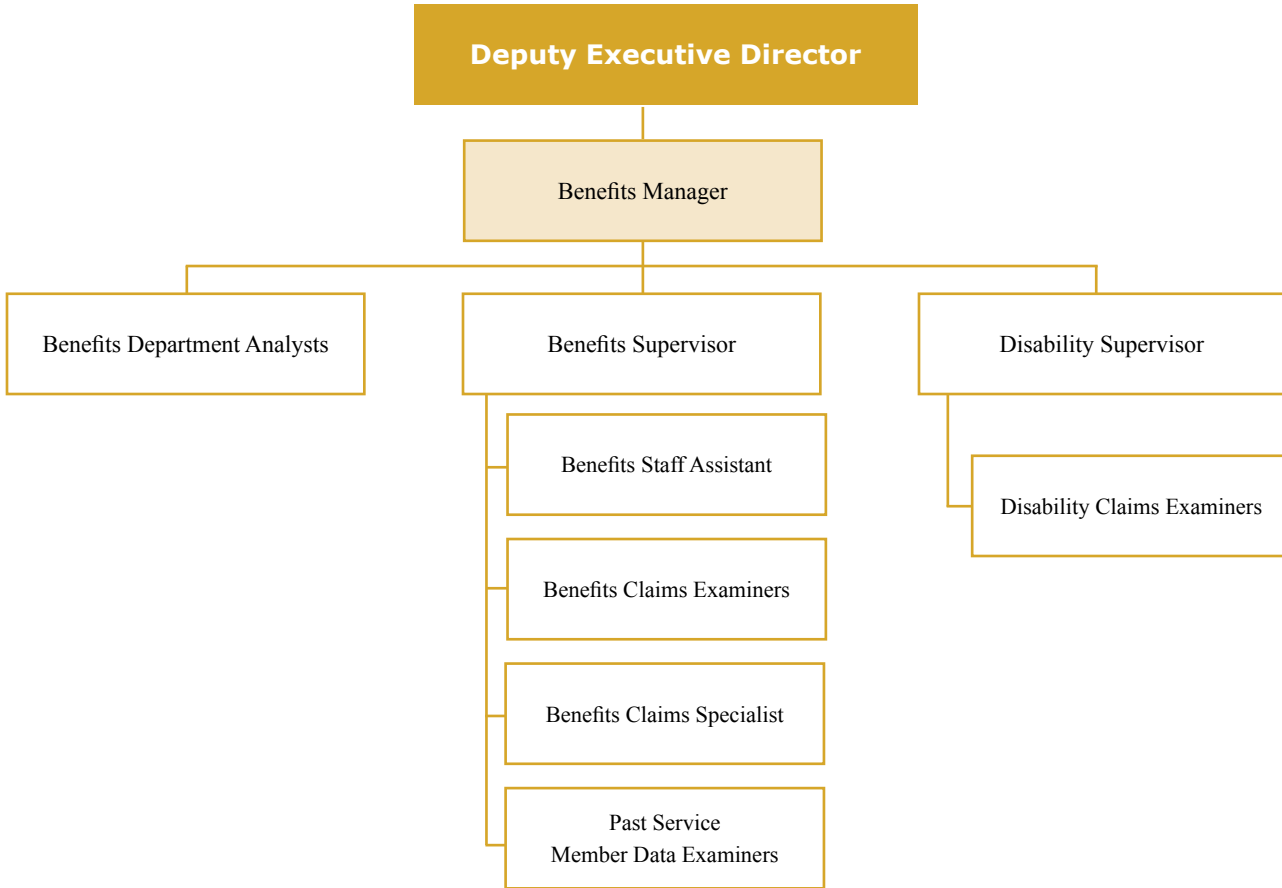 Deputy Executive Director
Benefits Manager
Benefits Department Analysts
Benefits Supervisor
Disability Supervisor
Benefits Staff Assistant
Disability Claims Examiners
Benefits Claims Examiners
Benefits Claims Specialist
Past Service
Member Data Examiners